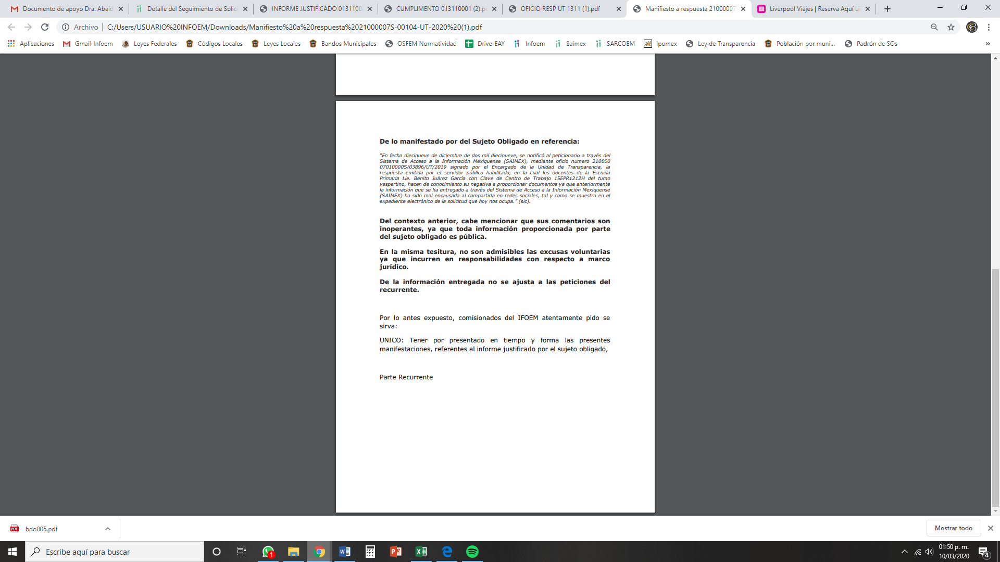 Documento de apoyo Dra. Abaid
Detalle del Seguimiento de Solici
INFORME JUSTIFICADO 01311000
CUMPLIMENTO 013110001 (2).pd
OFICIO RESP UT 1311 (1).pdf
Manifiesto a respuesta 21000007
Liverpool Viajes | Reserva Aquí Li
Archivo
C:/Users/USUARIO%20INFOEM/Downloads/Manifiesto%20a%20respuesta%2021000007S-00104-UT-2020%20(1).pdf
Aplicaciones
Gmail-Infoem
Leyes Federales
Códigos Locales
Leyes Locales
Bandos Municipales
OSFEM Normatividad
Drive-EAY
Infoem
Saimex
SARCOEM
Ipomex
Ley de Transparencia
Población por muni...
Padrón de SOs
»
De lo manifestado por del Sujeto Obligado en referencia:
"En fecha diecinueve de diciembre de dos mil diecinueve, se notificó al peticionario a través del
Sistema de Acceso a la Información Mexiquense (SAIMEX), mediante oficio numero 210000
07010000S/03896/UT/2019 signado por el Encargado de la Unidad de Transparencia, la
respuesta emitida por el servidor público habilitado, en la cual los docentes de la Escuela
Primaria Lie. Benito Juárez García con Clave de Centro de Trabajo 15EPR1212H del tumo
vespertino, hacen de conocimiento su negativa a proporcionar documentos ya que anteriormente
la información que se ha entregado a través del Sistema de Acceso a la Información Mexiquense
(SAIMEX) ha sido mal encausada al compartirla en redes sociales, tal y como se muestra en el
expediente electrónico de la solicitud que hoy nos ocupa." (sic).
Del contexto anterior, cabe mencionar que sus comentarios son
inoperantes, ya que toda información proporcionada por parte
del sujeto obligado es pública.
En la misma tesitura, no son admisibles las excusas voluntarias
ya que incurren en responsabilidades con respecto a marco
jurídico.
De la información entregada no se ajusta a las peticiones del
recurrente.
Por lo antes expuesto, comisionados del IFOEM atentamente pido se
sirva:
UNICO: Tener por presentado en tiempo y forma las presentes
manifestaciones, referentes al informe justificado por el sujeto obligado,
Parte Recurrente
bdo005.pdf
Mostrar todo
Escribe aquí para buscar
1
01:50 p. m.
10/03/2020
4